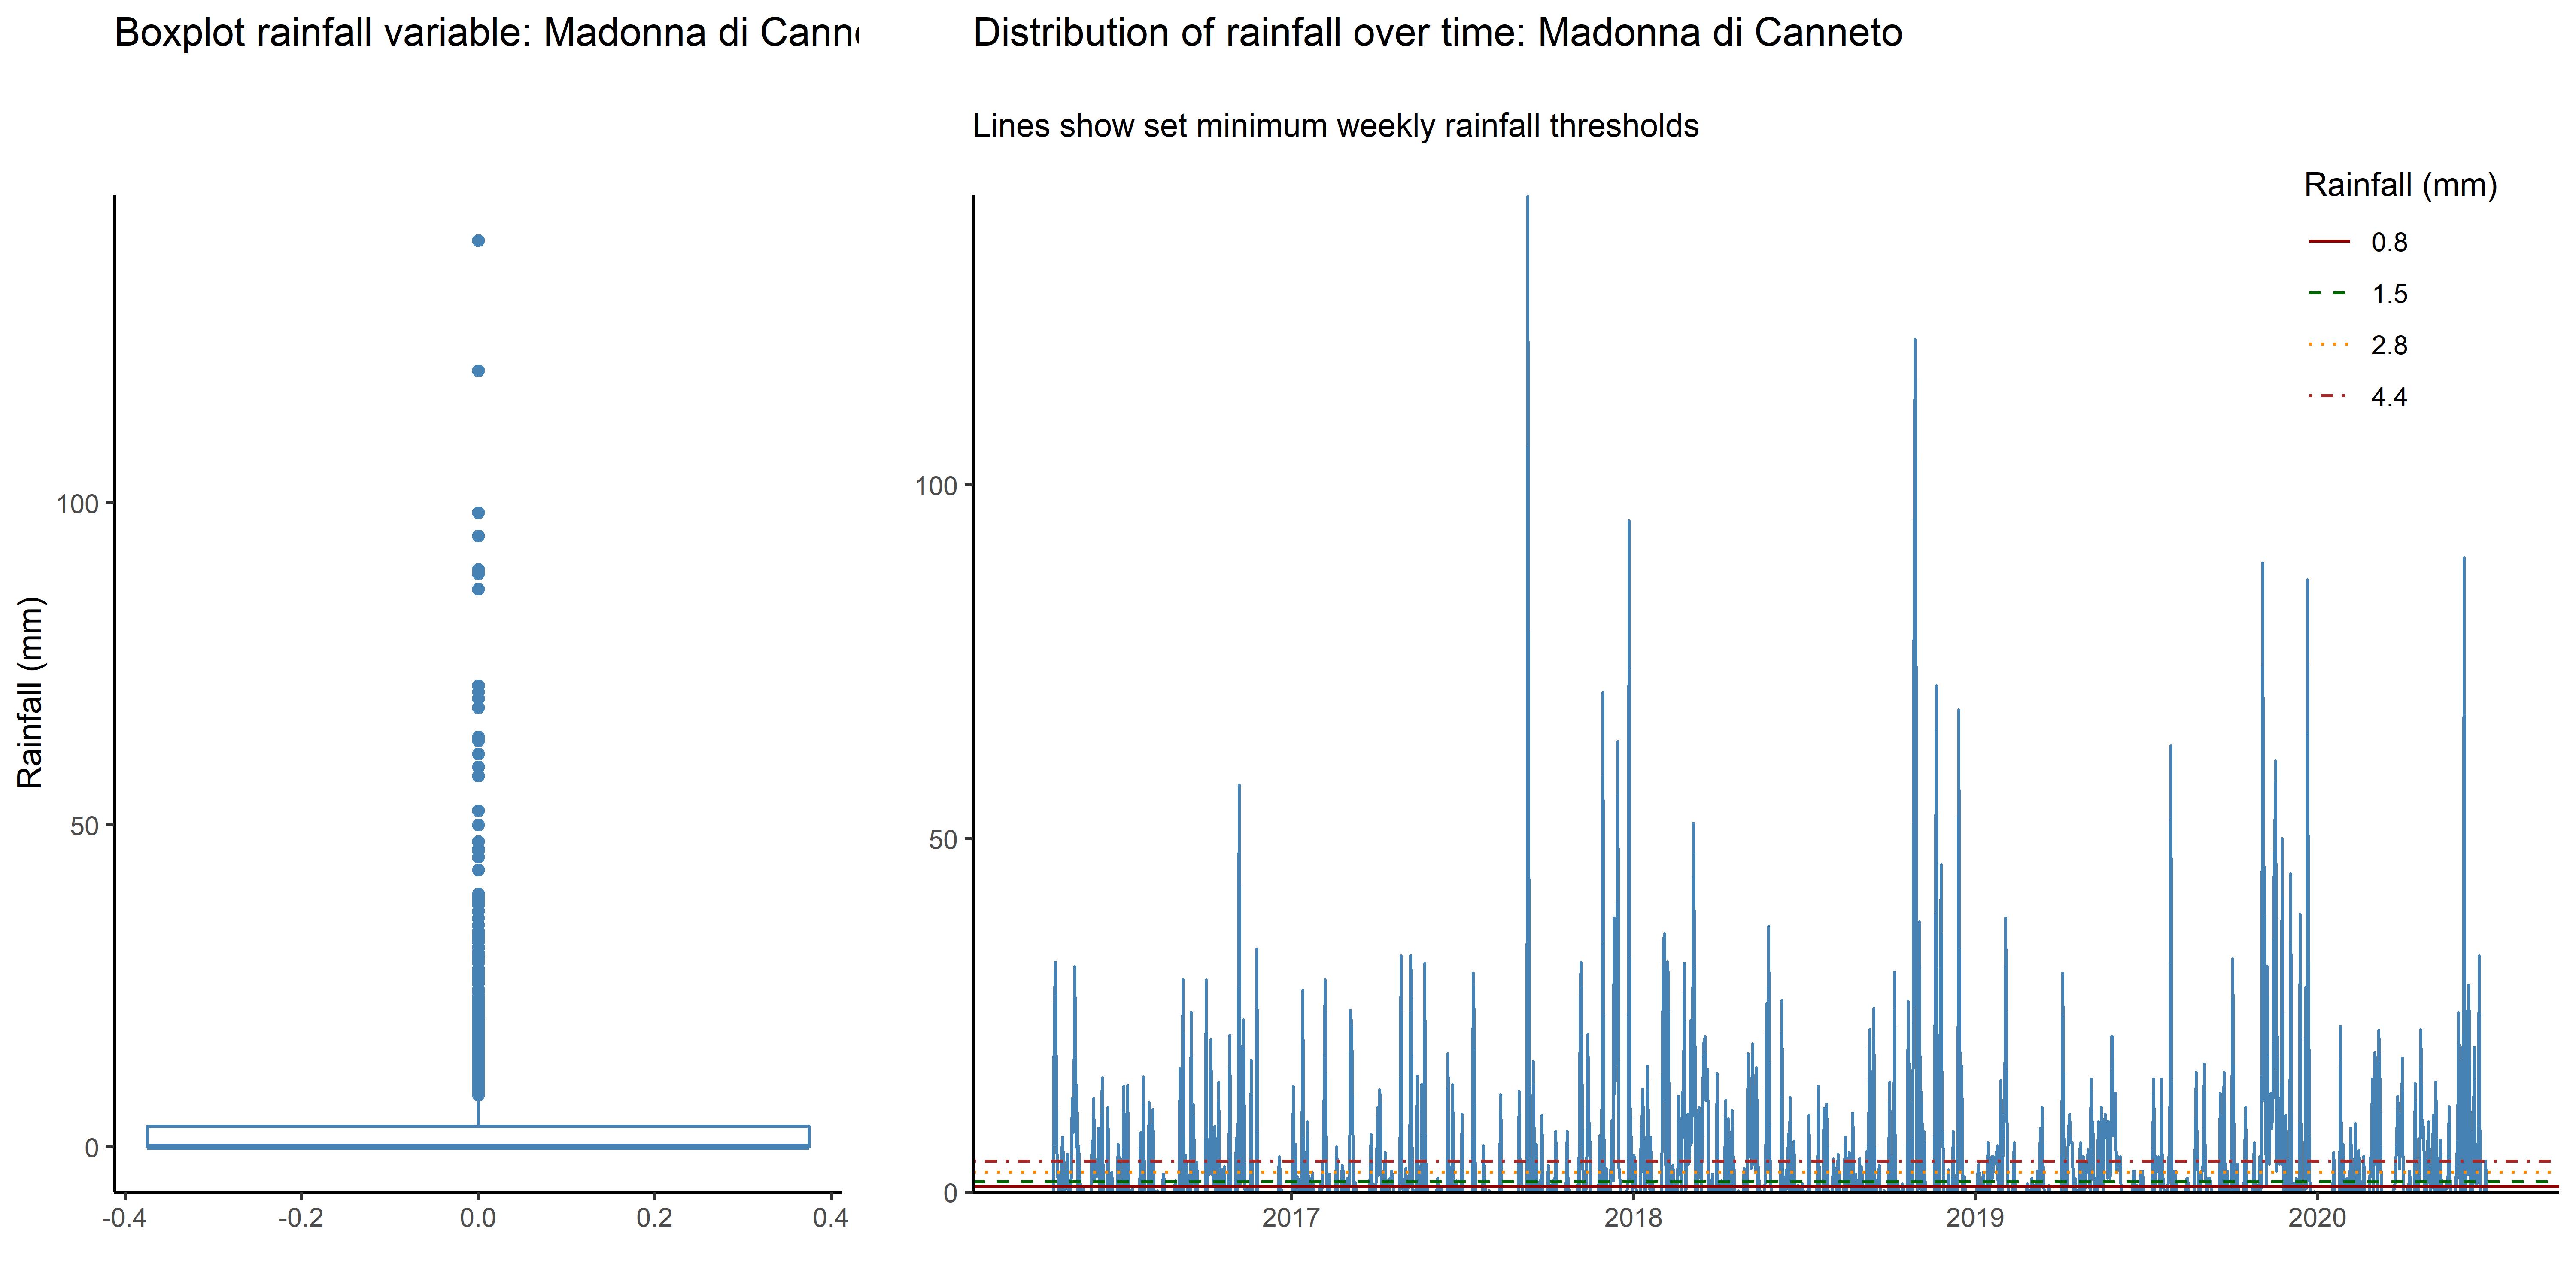 Boxplot rainfall variable: Madonna di
Rainfall (mm)
100
50
0
-0.4 -0.2 0.0 0.2 0.4
Distribution of rainfall over time: Madonna di Canneto
Lines show set minimum weekly rainfall thresholds
Rainfall (mm)
0.8
1.5
2.8
4.4
100
50
0
2017 2018 2019 2020